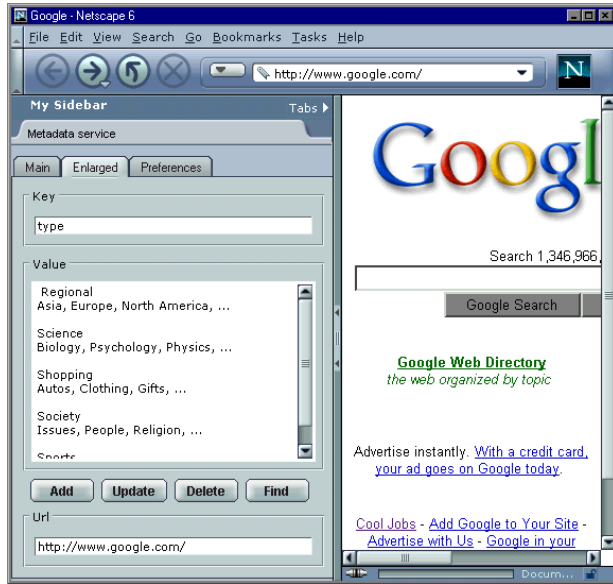 Google - Netscape 6
File Edit View Search Go Bookmarks Tasks Help
http://www.google.com/
N
My Sidebar
Tabs
Metadata service
Main Enlarged Preferences
Key
type
Value
Regional
Asia, Europe, North America, ...
Science
Biology, Psychology, Physics, ...
Shopping
Autos, Clothing, Gifts, ...
Society
Issues, People, Religion, ...
Sports
Add Update Delete Find
Url
http://www.google.com/
Googl
Search 1,346,966,
Google Search
Google Web Directory
the web organized by topic
Advertise instantly. With a credit card,
your ad goes on Google today.
Cool Jobs - Add Google to Your Site -
Advertise with Us - Google in your
Docum...